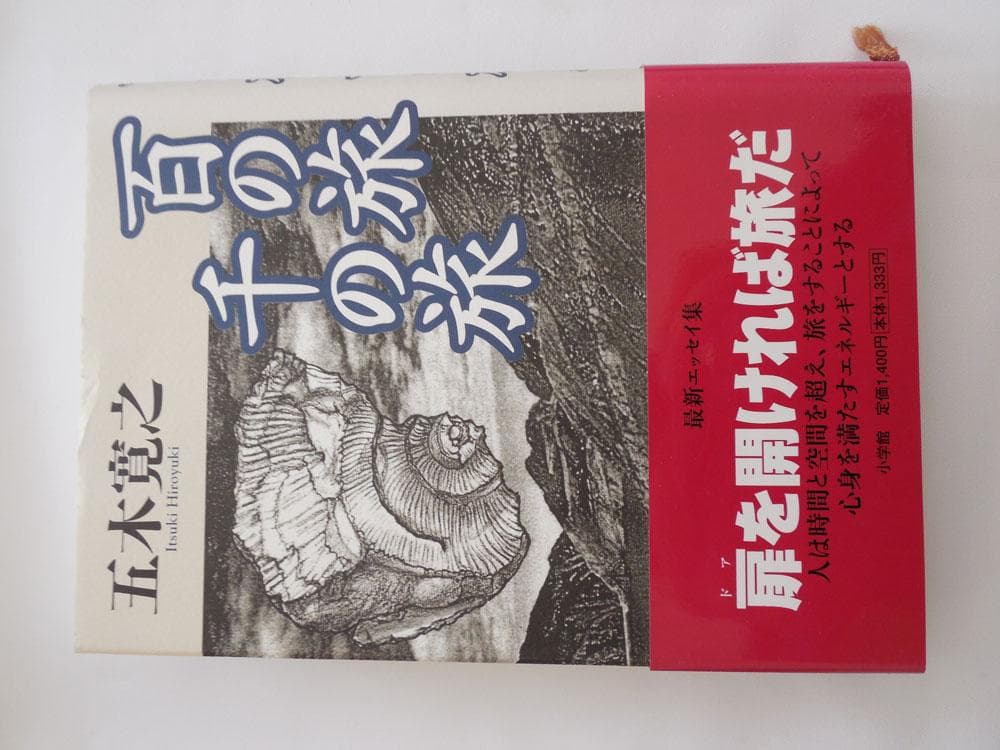 百の旅
千の旅
五木寛之
Itsuki Hiroyuki
最新エッセイ集
ドア
扉を開ければ旅だ
人は時間と空間を超え、旅をすることによって
心身を満たすエネルギーとする
小学館 定価1,400円 本体1,333円